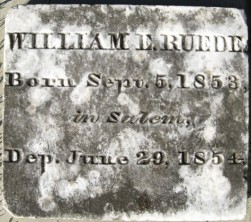 WILLIAM E. RUEDE
Born Sept. 5, 1853,
in Salem,
Dep. June 29, 1854.